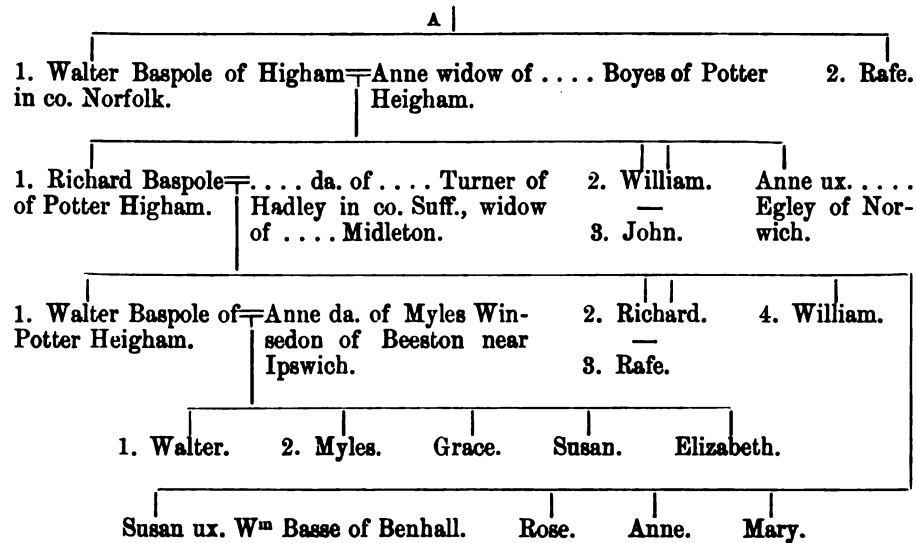 A
1. Walter Baspole of Higham Anne widow of . . . . Boyes of Potter 2. Rafe.
in co. Norfolk. Heigham.
1. Richard Baspole . . . . da. of . . . . Turner of 2. William. Anne ux. . . . .
of Potter Higham. Hadley in co. Suff., widow — Egley of Nor-
of . . . . Midleton. 3. John. wich.
1. Walter Baspole of Anne da. of Myles Win- 2. Richard. 4. William.
Potter Heigham. sedon of Beeston near —
Ipswich. 3. Rafe.
1. Walter. 2. Myles. Grace. Susan. Elizabeth.
Susan ux. Wᵐ Basse of Benhall. Rose. Anne. Mary.